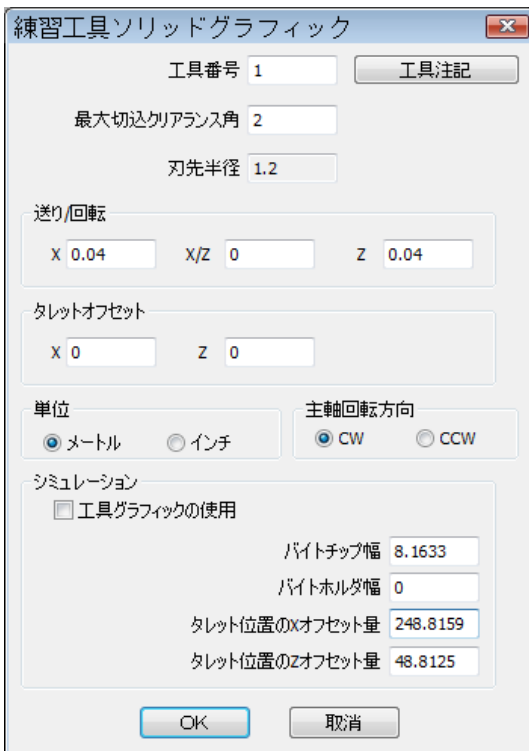 練習工具ソリッドグラフィック
工具番号 1 工具注記
最大切込クリアランス角 2
刃先半径 1.2
送り/回転
X 0.04 X/Z 0 Z 0.04
タレットオフセット
X 0 Z 0
単位 主軸回転方向
メートル インチ CW CCW
シミュレーション
工具グラフィックの使用
バイトチップ幅 8.1633
バイトホルダ幅 0
タレット位置のXオフセット量 248.8159
タレット位置のZオフセット量 48.8125
OK 取消